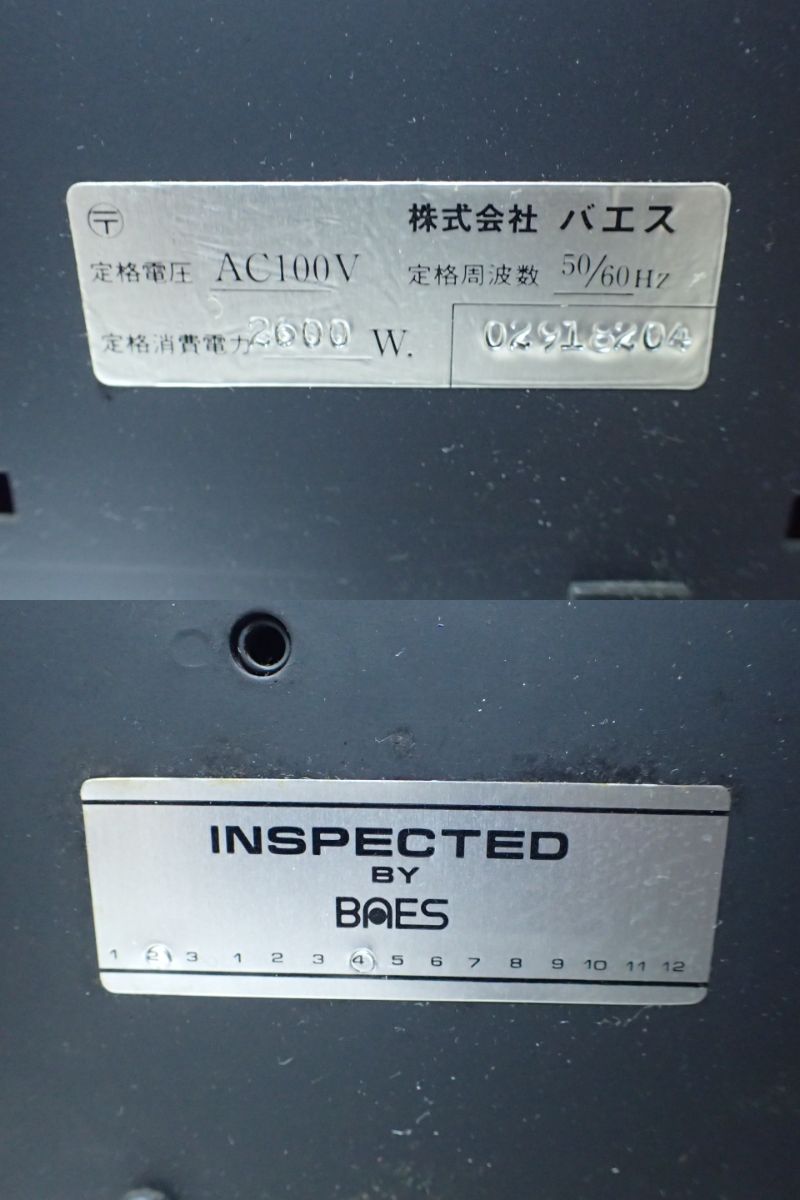 〒 株式会社 バエス
定格電圧 AC100V 定格周波数 50/60Hz
定格消費電力 2600 W. 02918204
INSPECTED
BY
BAES
1 2 3 1 2 3 4 5 6 7 8 9 10 11 12